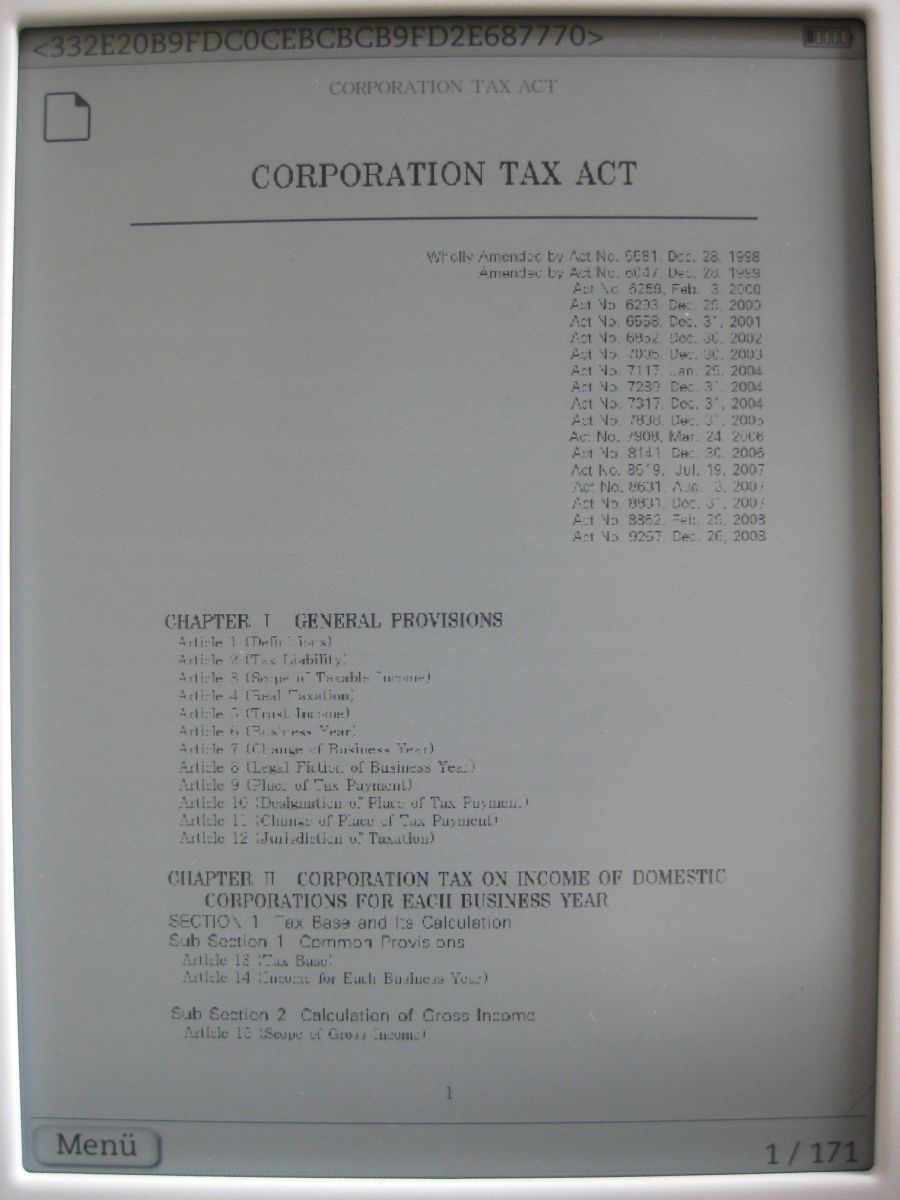 <332E20B9FDC0CEBCBCB9FD2E687770>
CORPORATION TAX ACT
CORPORATION TAX ACT
Wholly Amended by Act No. 5581, Dec. 28, 1998
Amended by Act No. 6047, Dec. 28, 1999
Act No. 6259, Feb. 3, 2000
Act No. 6293, Dec. 29, 2000
Act No. 6558, Dec. 31, 2001
Act No. 6852, Dec. 30, 2002
Act No. 7005, Dec. 30, 2003
Act No. 7117, Jan. 29, 2004
Act No. 7289, Dec. 31, 2004
Act No. 7317, Dec. 31, 2004
Act No. 7838, Dec. 31, 2005
Act No. 7908, Mar. 24, 2006
Act No. 8141, Dec. 30, 2006
Act No. 8519, Jul. 19, 2007
Act No. 8631, Aug. 3, 2007
Act No. 8831, Dec. 31, 2007
Act No. 8852, Feb. 29, 2008
Act No. 9267, Dec. 26, 2008
CHAPTER I GENERAL PROVISIONS
Article 1 (Definitions)
Article 2 (Tax Liability)
Article 3 (Scope of Taxable Income)
Article 4 (Real Taxation)
Article 5 (Trust Income)
Article 6 (Business Year)
Article 7 (Change of Business Year)
Article 8 (Legal Fiction of Business Year)
Article 9 (Place of Tax Payment)
Article 10 (Designation of Place of Tax Payment)
Article 11 (Change of Place of Tax Payment)
Article 12 (Jurisdiction of Taxation)
CHAPTER II CORPORATION TAX ON INCOME OF DOMESTIC
CORPORATIONS FOR EACH BUSINESS YEAR
SECTION 1 Tax Base and Its Calculation
Sub Section 1 Common Provisions
Article 13 (Tax Base)
Article 14 (Income for Each Business Year)
Sub Section 2 Calculation of Gross Income
Article 15 (Scope of Gross Income)
1
Menü
1 / 171